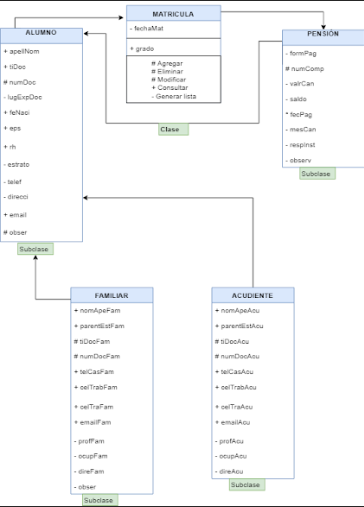 MATRICULA
- fechaMat
+ grado
# Agregar
# Eliminar
# Modificar
+ Consultar
- Generar lista
ALUMNO
+ apellNom
+ tiDoc
# numDoc
- lugExpDoc
+ feNaci
+ eps
+ rh
- estrato
- telef
- direcci
+ email
# obser
Subclase
PENSIÓN
- formPag
# numComp
- valrCan
- saldo
* fecPag
- mesCan
- respInst
- observ
Subclase
Clase
FAMILIAR
+ nomApeFam
+ parentEstFam
# tiDocFam
# numDocFam
+ telCasFam
+ celTrabFam
+ celTraFam
+ emailFam
- profFam
- ocupFam
- direFam
- obser
Subclase
ACUDIENTE
+ nomApeAcu
+ parentEstAcu
# tiDocAcu
# numDocAcu
+ telCasAcu
+ celTrabAcu
+ celTraAcu
+ emailAcu
- profAcu
- ocupAcu
- direAcu
Subclase